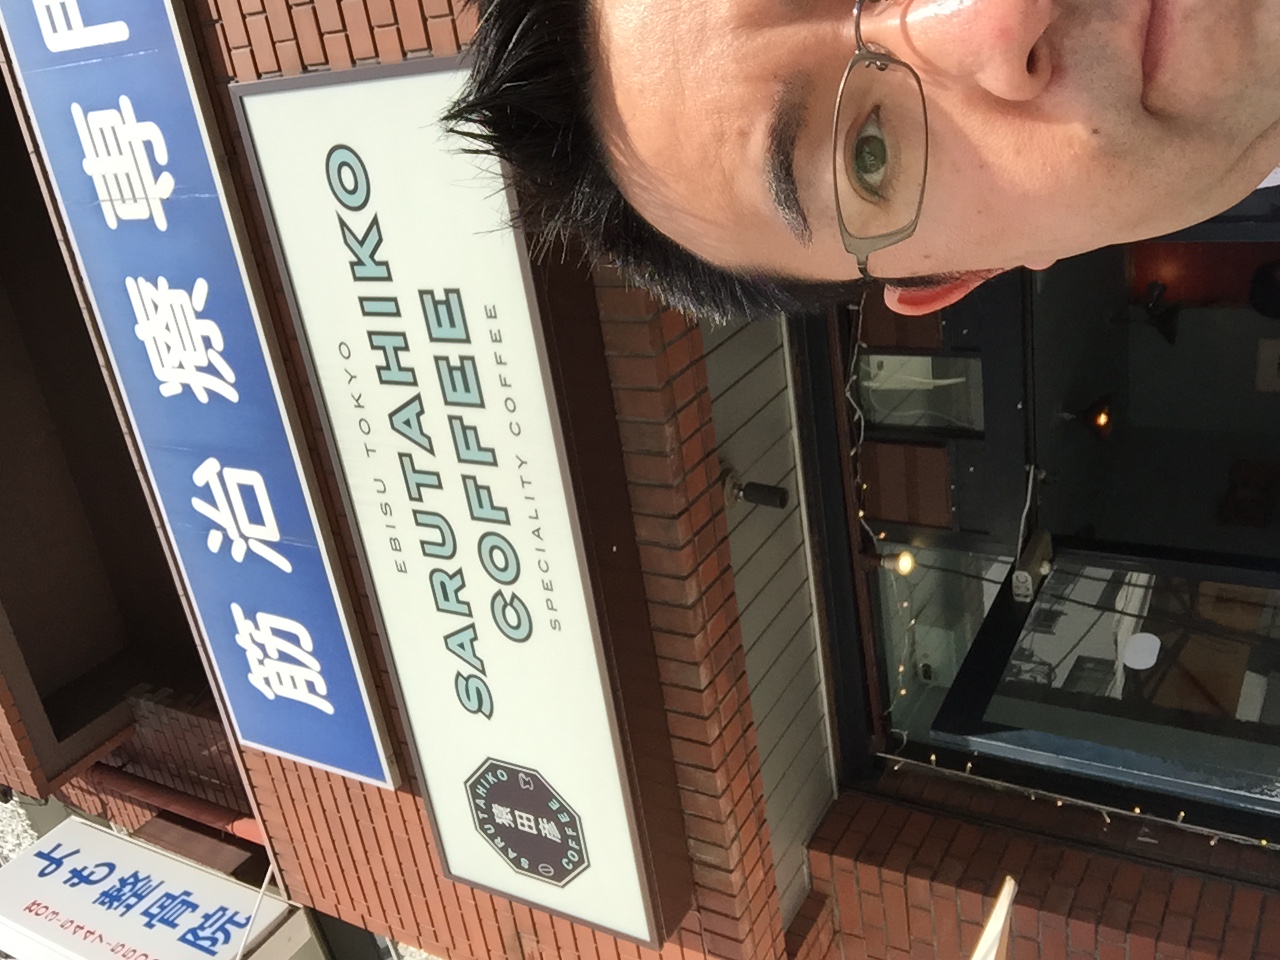 筋治療専門
EBISU TOKYO
SARUTAHIKO
COFFEE
SPECIALITY COFFEE
SARUTAHIKO
猿田彦
COFFEE
よも整骨院